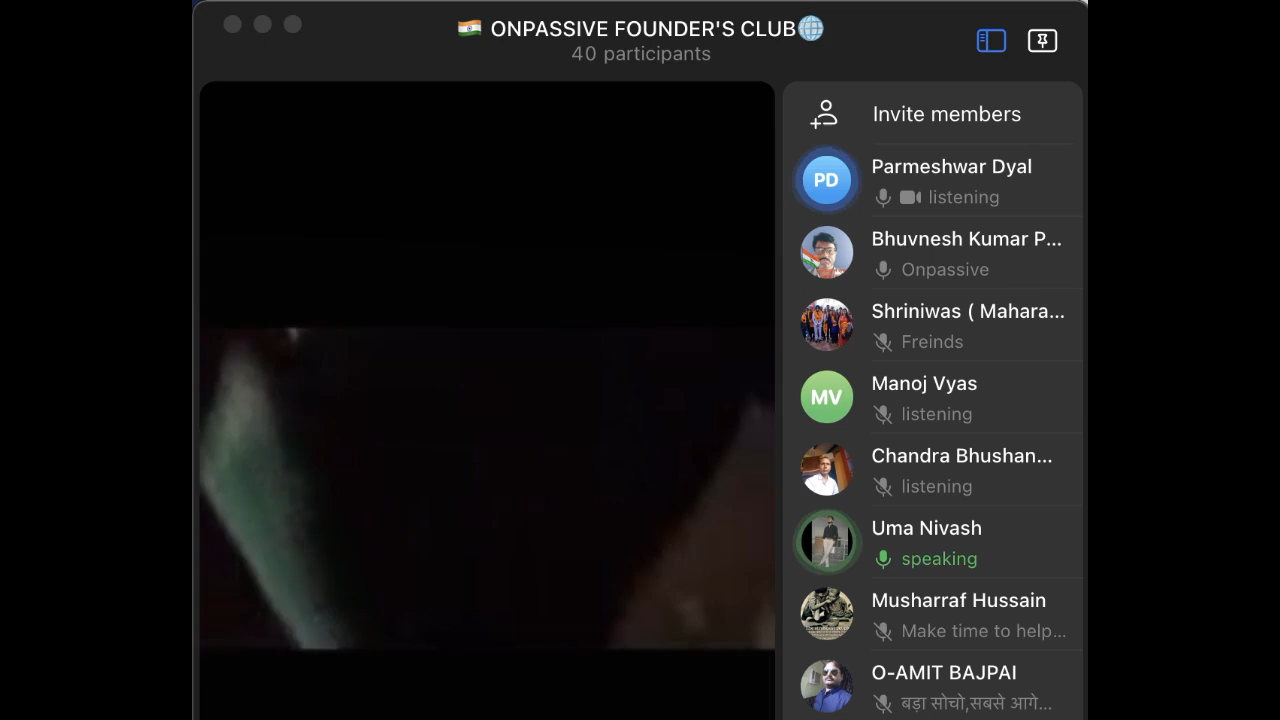 🇮🇳 ONPASSIVE FOUNDER'S CLUB🌐
40 participants
Invite members
PD
Parmeshwar Dyal
listening
Bhuvnesh Kumar P...
Onpassive
Shriniwas ( Mahara...
Freinds
MV
Manoj Vyas
listening
Chandra Bhushan...
listening
Uma Nivash
speaking
Musharraf Hussain
Make time to help...
O-AMIT BAJPAI
बड़ा सोचो,सबसे आगे...